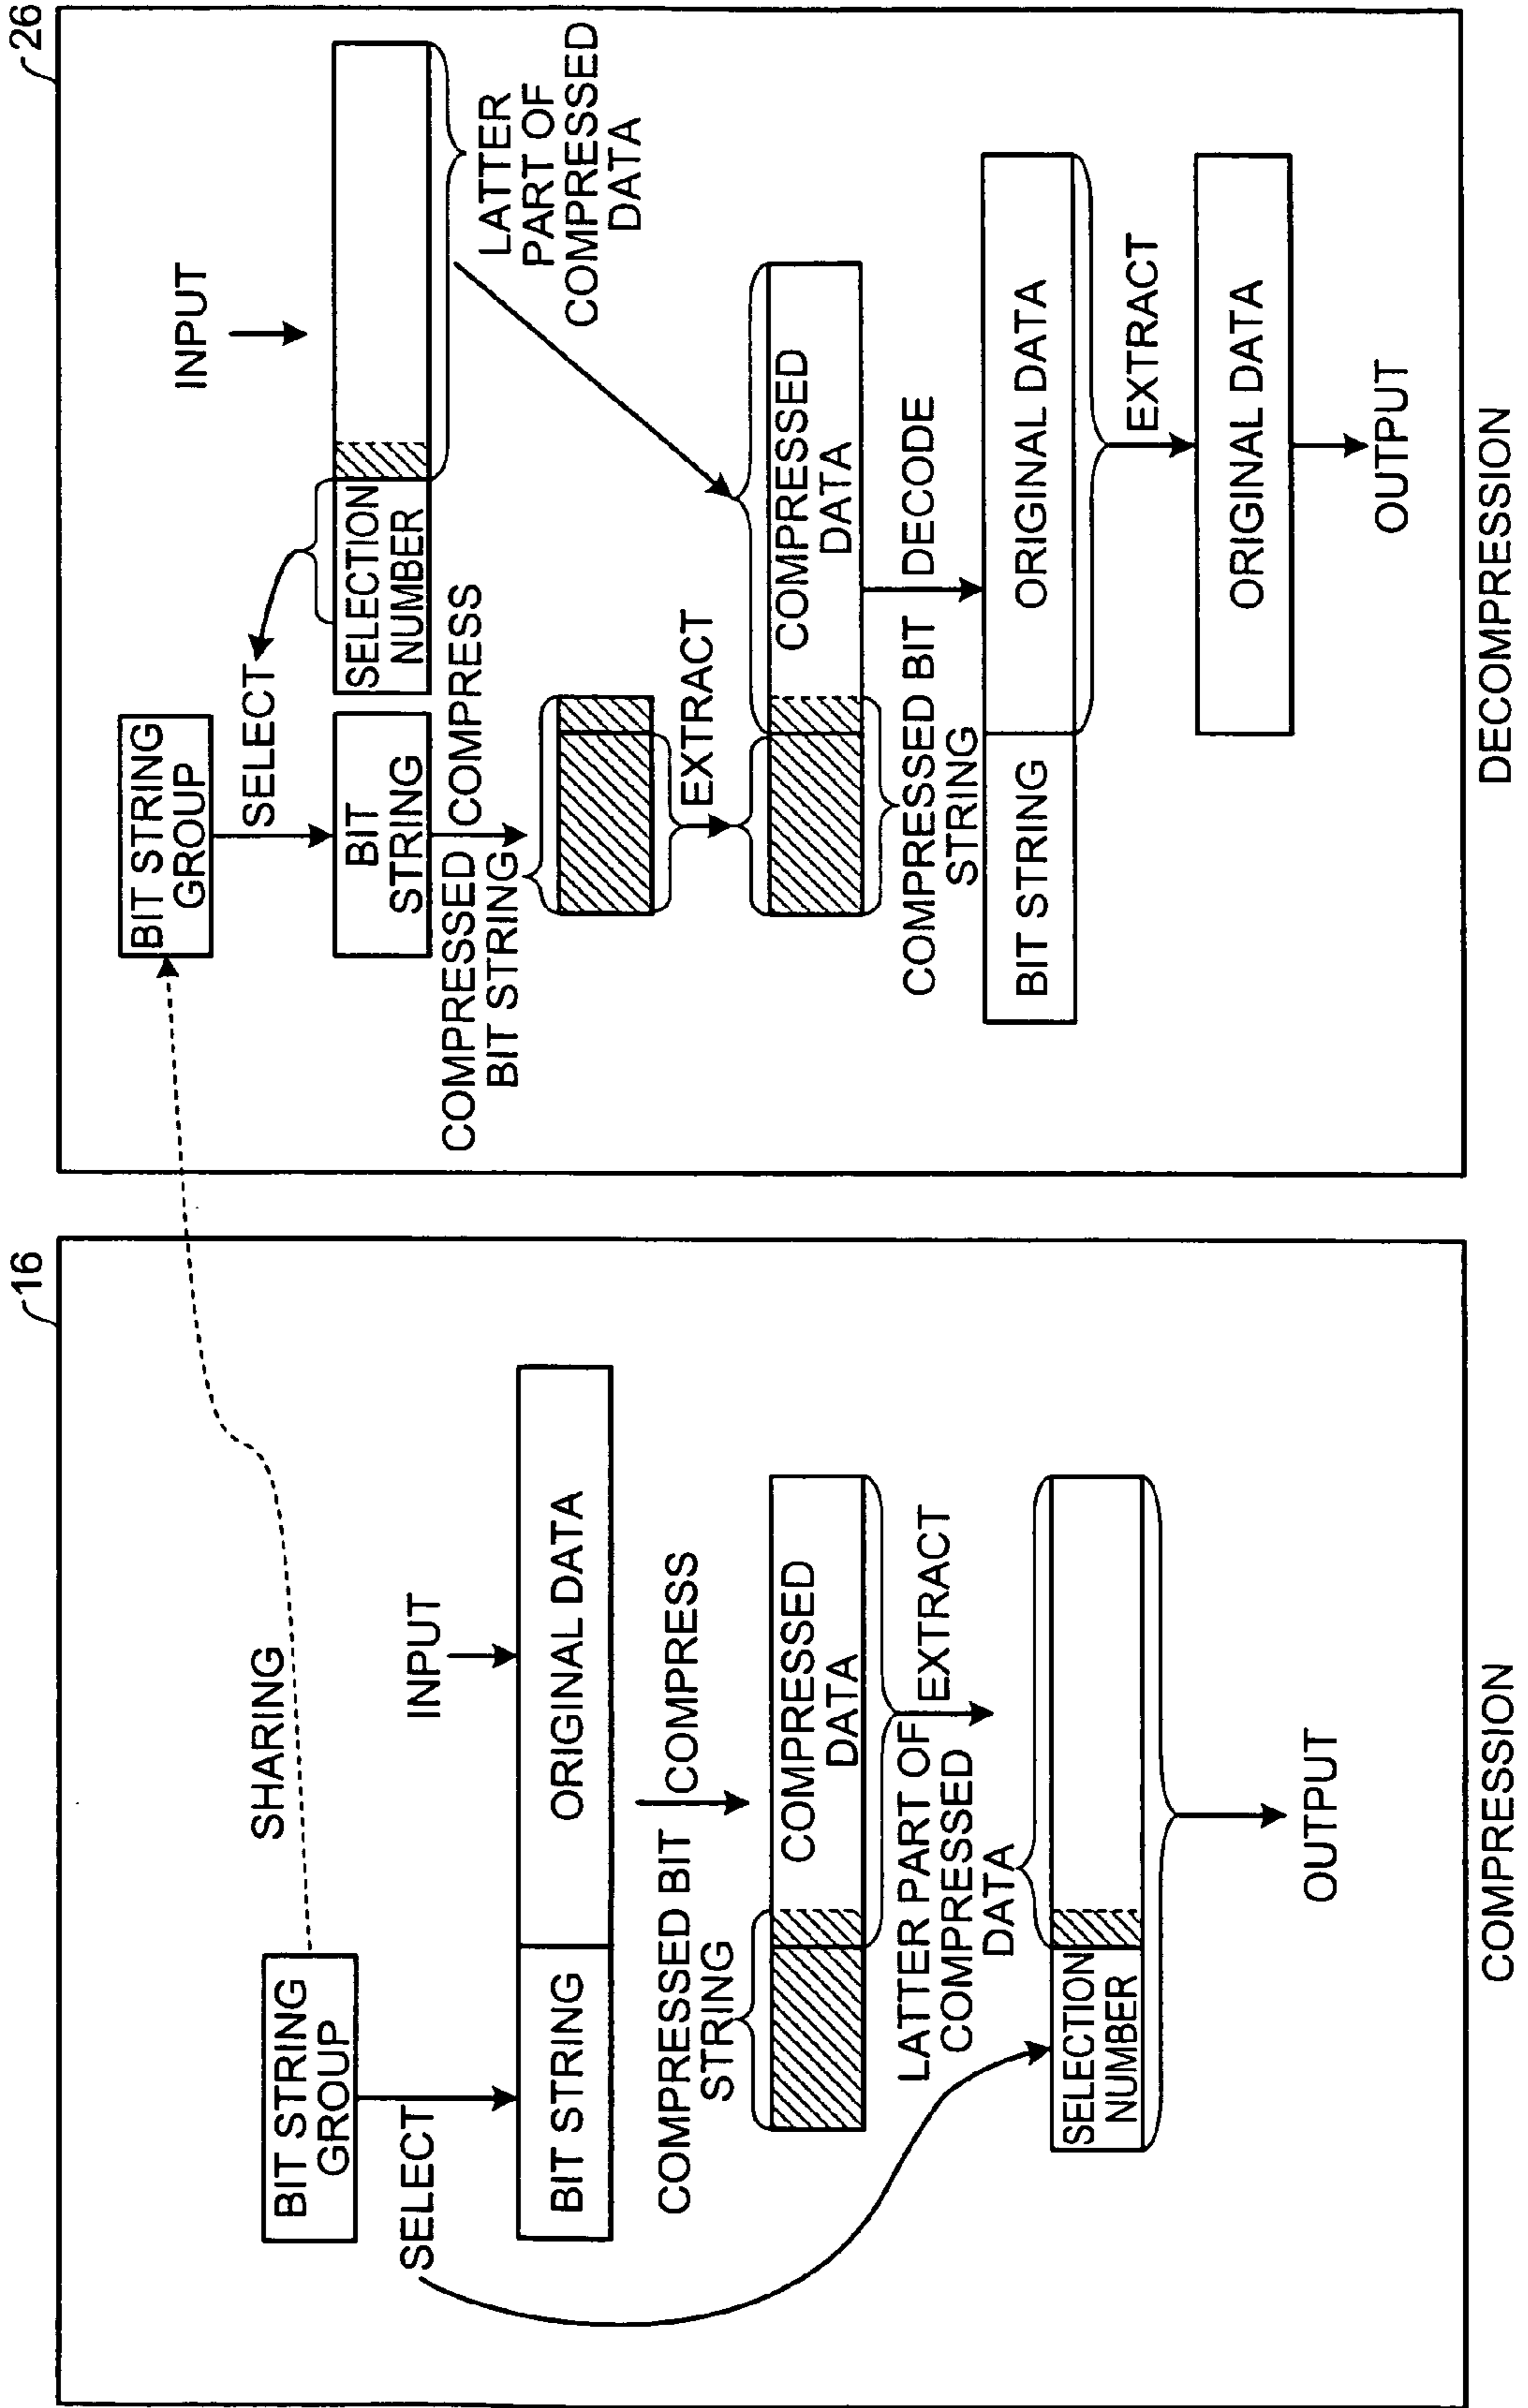 16
BIT STRING
GROUP
SHARING
SELECT
INPUT
BIT STRING
ORIGINAL DATA
COMPRESS
COMPRESSED BIT
STRING
COMPRESSED
DATA
EXTRACT
LATTER PART OF
COMPRESSED
DATA
SELECTION
NUMBER
OUTPUT
COMPRESSION
26
BIT STRING
GROUP
SELECT
INPUT
BIT
STRING
SELECTION
NUMBER
COMPRESS
COMPRESSED
BIT STRING
LATTER
PART OF
COMPRESSED
DATA
EXTRACT
COMPRESSED
DATA
COMPRESSED BIT
STRING
DECODE
BIT STRING
ORIGINAL DATA
EXTRACT
ORIGINAL DATA
OUTPUT
DECOMPRESSION